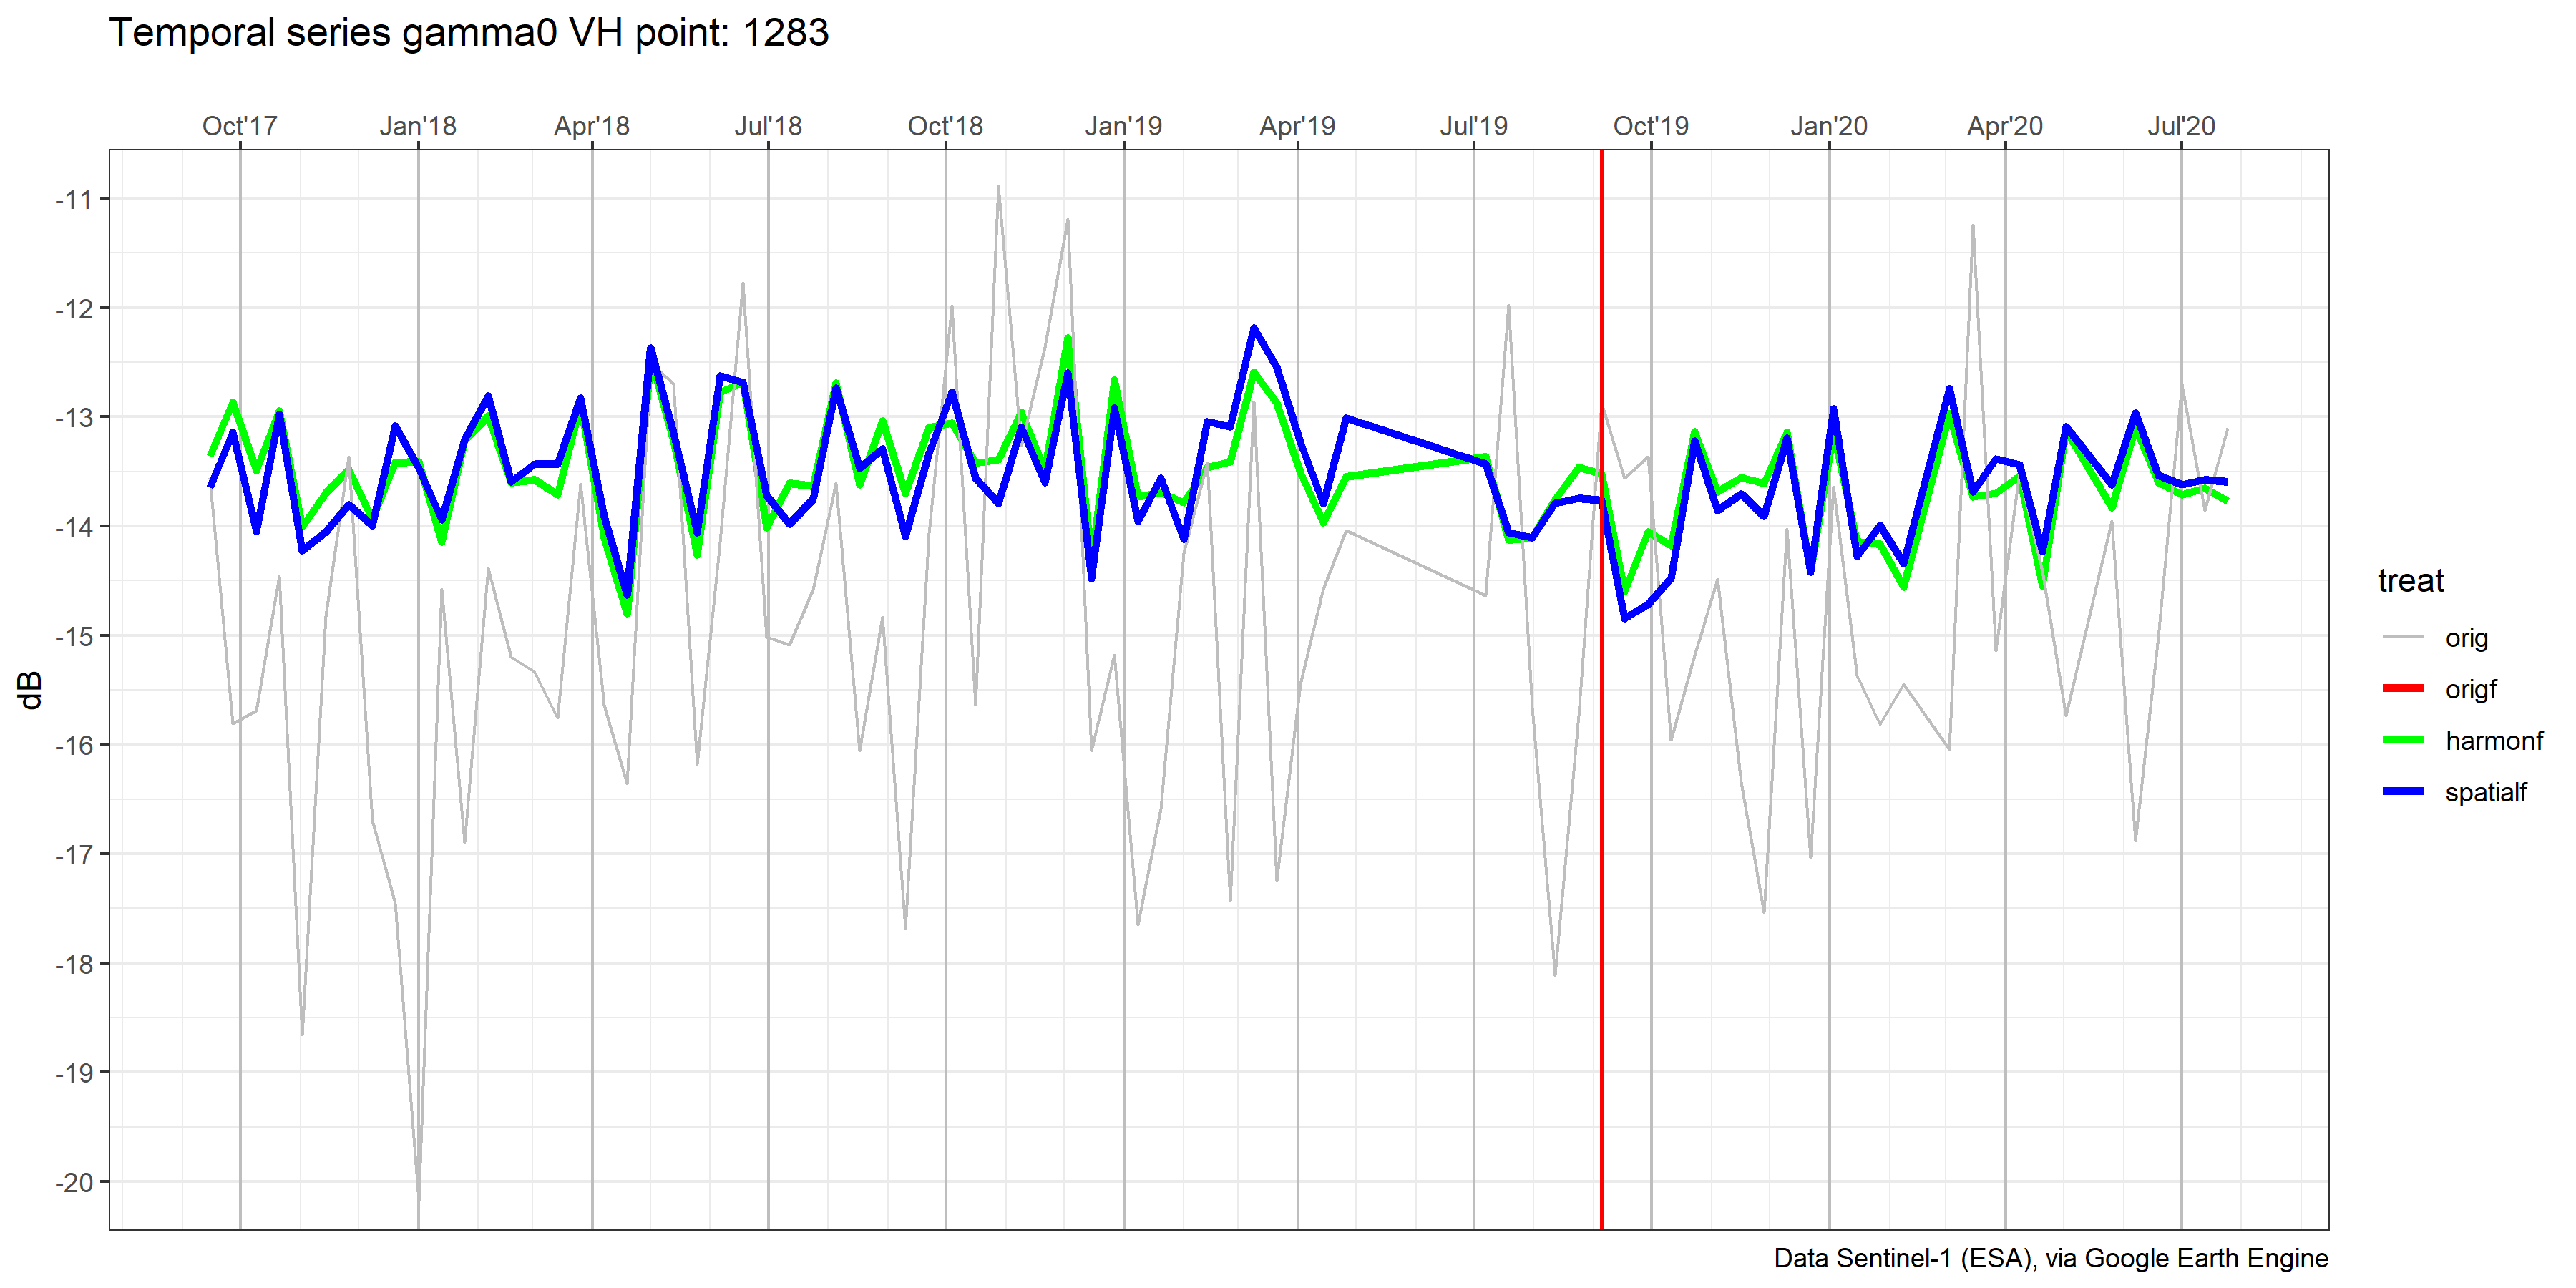 Temporal series gamma0 VH point: 1283
Oct'17 Jan'18 Apr'18 Jul'18 Oct'18 Jan'19 Apr'19 Jul'19 Oct'19 Jan'20 Apr'20 Jul'20
-11
-12
-13
-14
-15
-16
-17
-18
-19
-20
dB
treat
orig
origf
harmonf
spatialf
Data Sentinel-1 (ESA), via Google Earth Engine